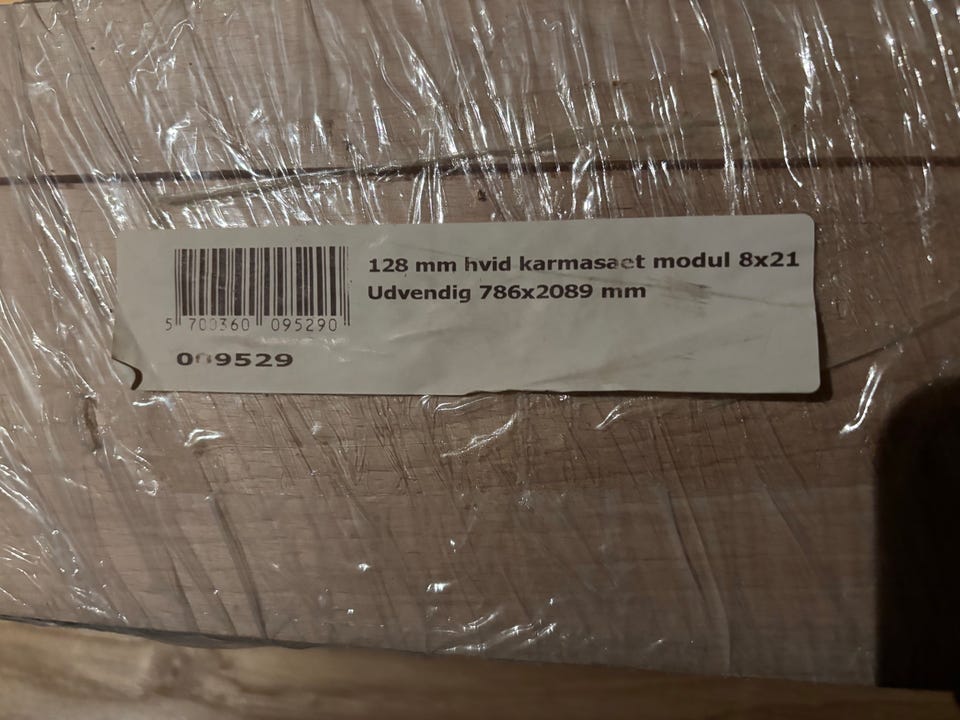 128 mm hvid karmasaet modul 8x21
Udvendig 786x2089 mm
5 700360 095290
009529